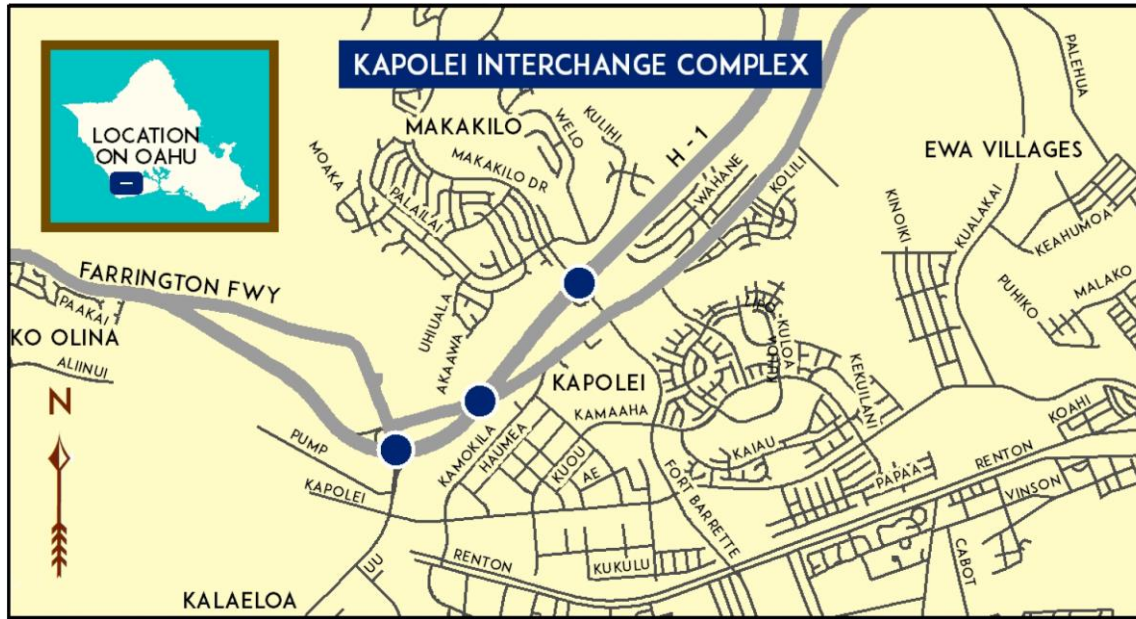 KAPOLEI INTERCHANGE COMPLEX
LOCATION
ON OAHU
MAKAKILO
MOAKA
PALAILAI
MAKAKILO DR
WELO
KULIHI
H - 1
WAHANE
KOLILI
PALEHUA
EWA VILLAGES
KINOIKI
KUALAKAI
KEAHUMOA
PUHIKO
MALAKO
FARRINGTON FWY
PAAKAI
KO OLINA
ALIINUI
UHIUALA
AKAAWA
N
KAPOLEI
KAMAAHA
KULOA
KEKUILANI
KAIAU
KOAHI
RENTON
PAPAA
VINSON
CABOT
PUMP
KAPOLEI
KAMOKILA
HAUMEA
KUOU
AE
FORT BARRETTE
RENTON
KUKULU
KALAELOA